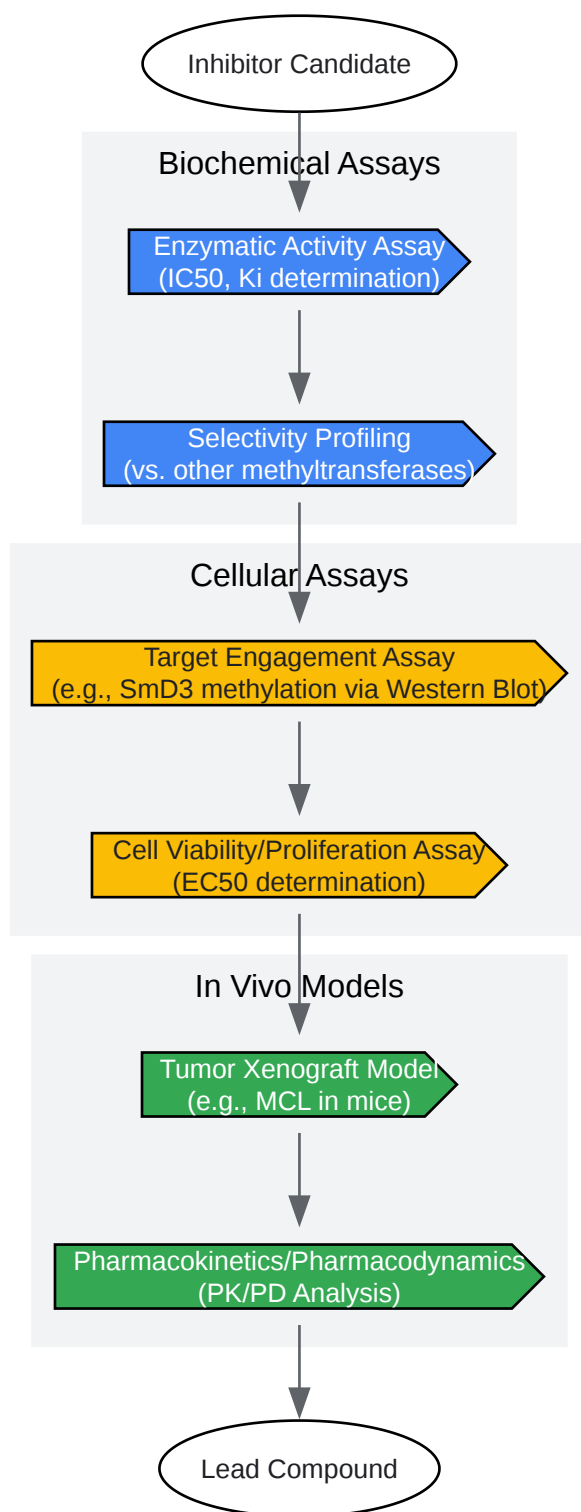 Inhibitor Candidate
Biochemical Assays
Enzymatic Activity Assay
(IC50, Ki determination)
Selectivity Profiling
(vs. other methyltransferases)
Cellular Assays
Target Engagement Assay
(e.g., SmD3 methylation via Western Blot)
Cell Viability/Proliferation Assay
(EC50 determination)
In Vivo Models
Tumor Xenograft Model
(e.g., MCL in mice)
Pharmacokinetics/Pharmacodynamics
(PK/PD Analysis)
Lead Compound